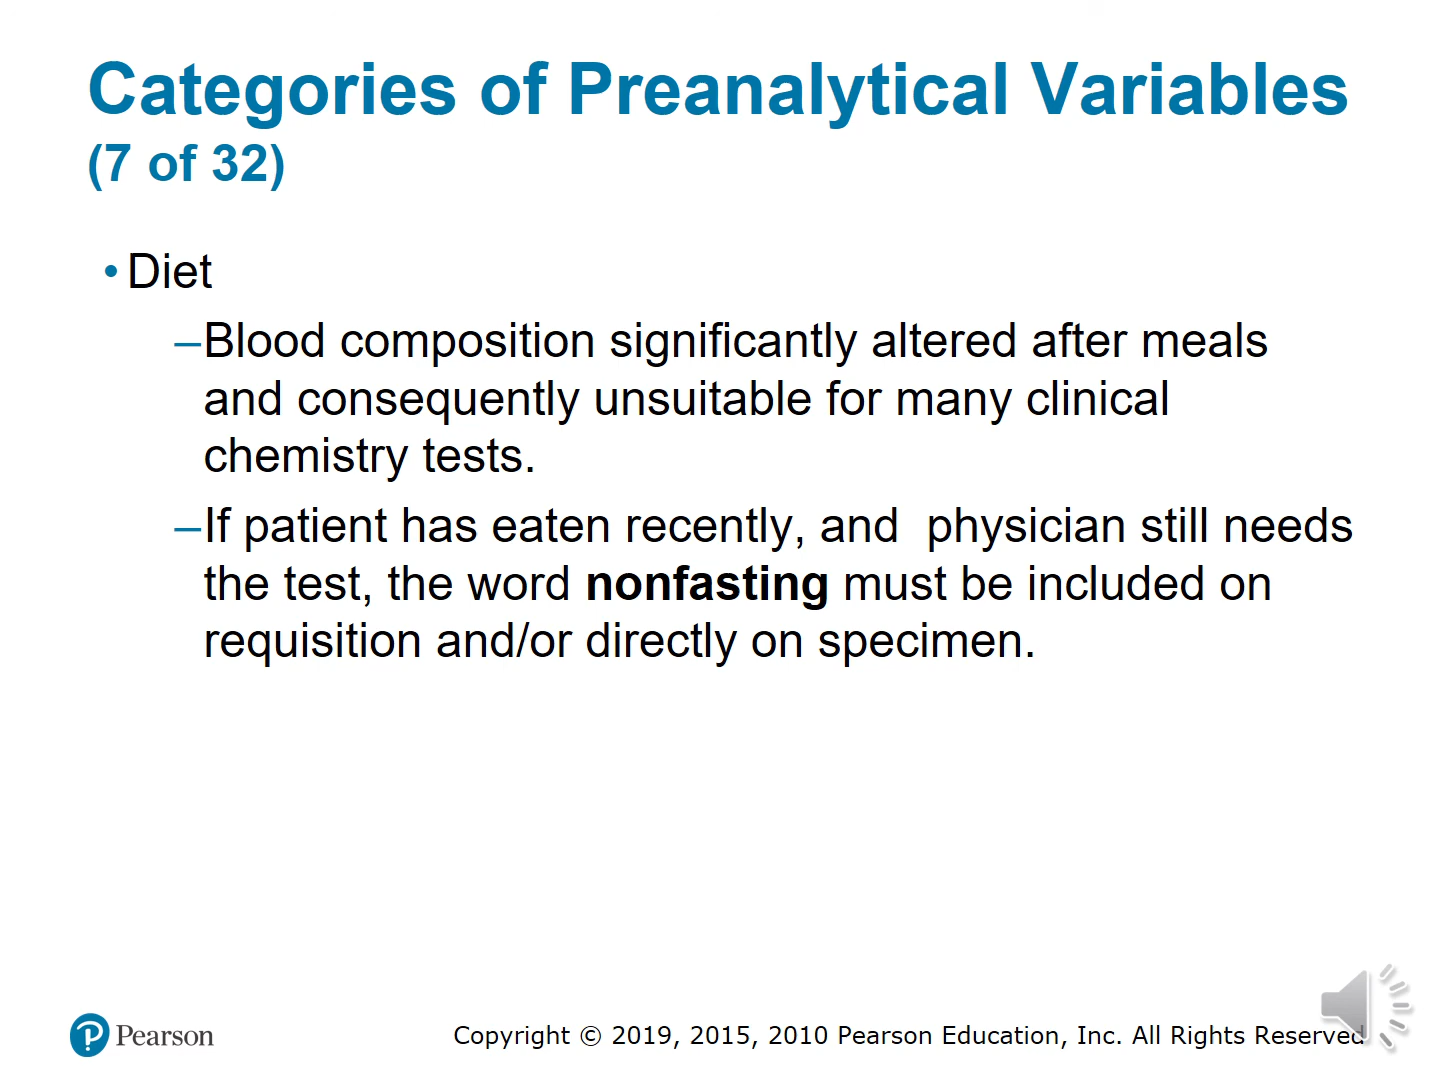 Categories of Preanalytical Variables
(7 of 32)
• Diet
–Blood composition significantly altered after meals
and consequently unsuitable for many clinical
chemistry tests.
–If patient has eaten recently, and  physician still needs
the test, the word nonfasting must be included on
requisition and/or directly on specimen.
Pearson
Copyright © 2019, 2015, 2010 Pearson Education, Inc. All Rights Reserved